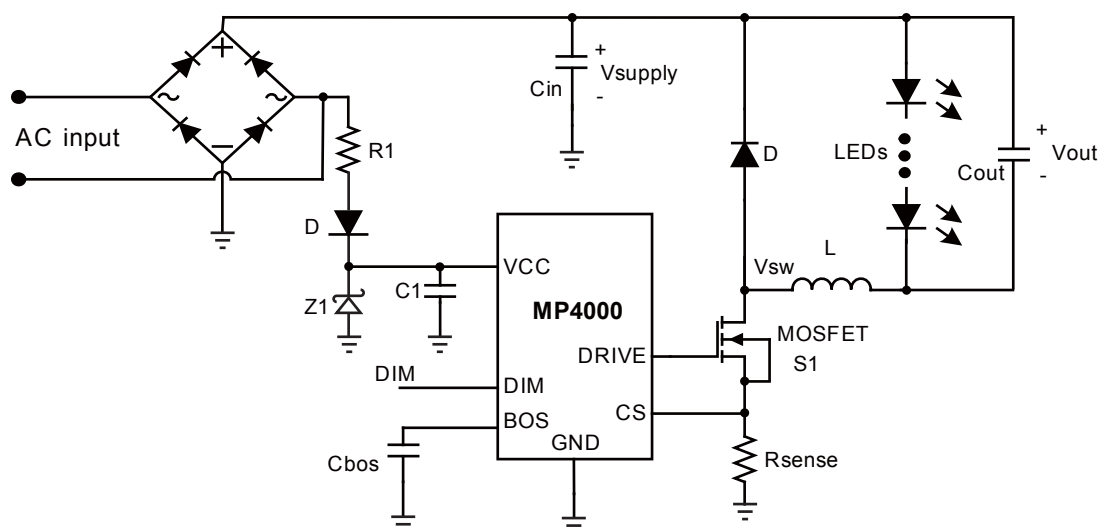 +
~
~
−
AC input
R1
D
Z1
C1
Cin
+
Vsupply
-
D
LEDs
Cout
+
Vout
-
Vsw
L
VCC
MP4000
DRIVE
MOSFET
S1
DIM
DIM
BOS
CS
GND
Cbos
Rsense